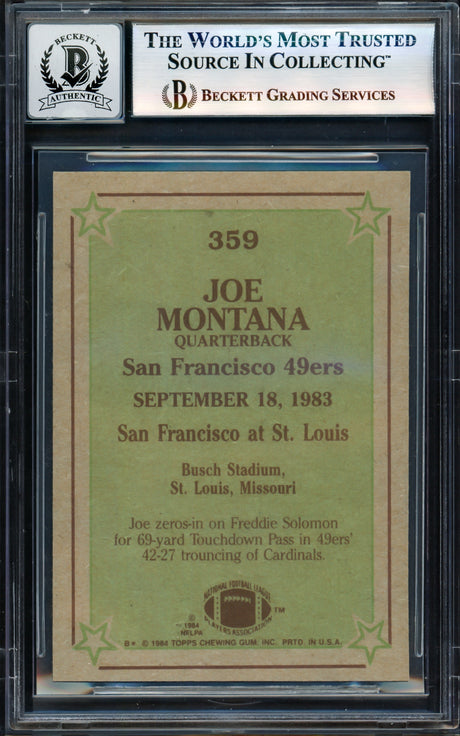 BECKETT
B
AUTHENTIC
THE WORLD'S MOST TRUSTED
SOURCE IN COLLECTING™
B BECKETT GRADING SERVICES
359
JOE
MONTANA
QUARTERBACK
San Francisco 49ers
SEPTEMBER 18, 1983
San Francisco at St. Louis
Busch Stadium,
St. Louis, Missouri
Joe zeros-in on Freddie Solomon
for 69-yard Touchdown Pass in 49ers'
42-27 trouncing of Cardinals.
NATIONAL FOOTBALL LEAGUE
PLAYERS ASSOCIATION
TM
©
1984
NFLPA
B* © 1984 TOPPS CHEWING GUM, INC. PRTD. IN U.S.A.